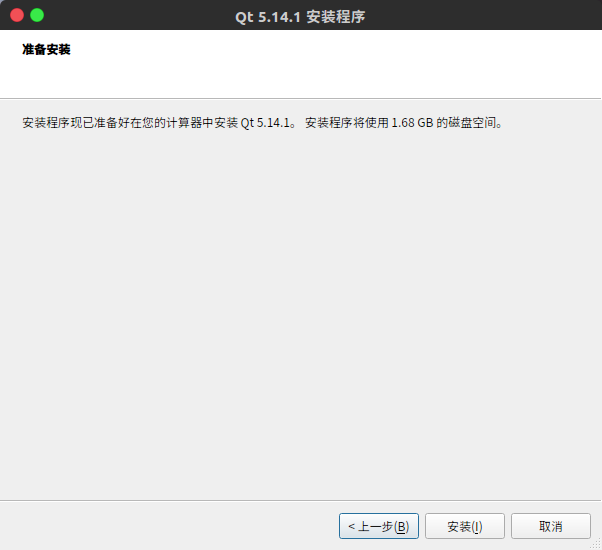 Qt 5.14.1 安装程序
准备安装
安装程序现已准备好在您的计算器中安装 Qt 5.14.1。 安装程序将使用 1.68 GB 的磁盘空间。
< 上一步(B) 安装(I) 取消